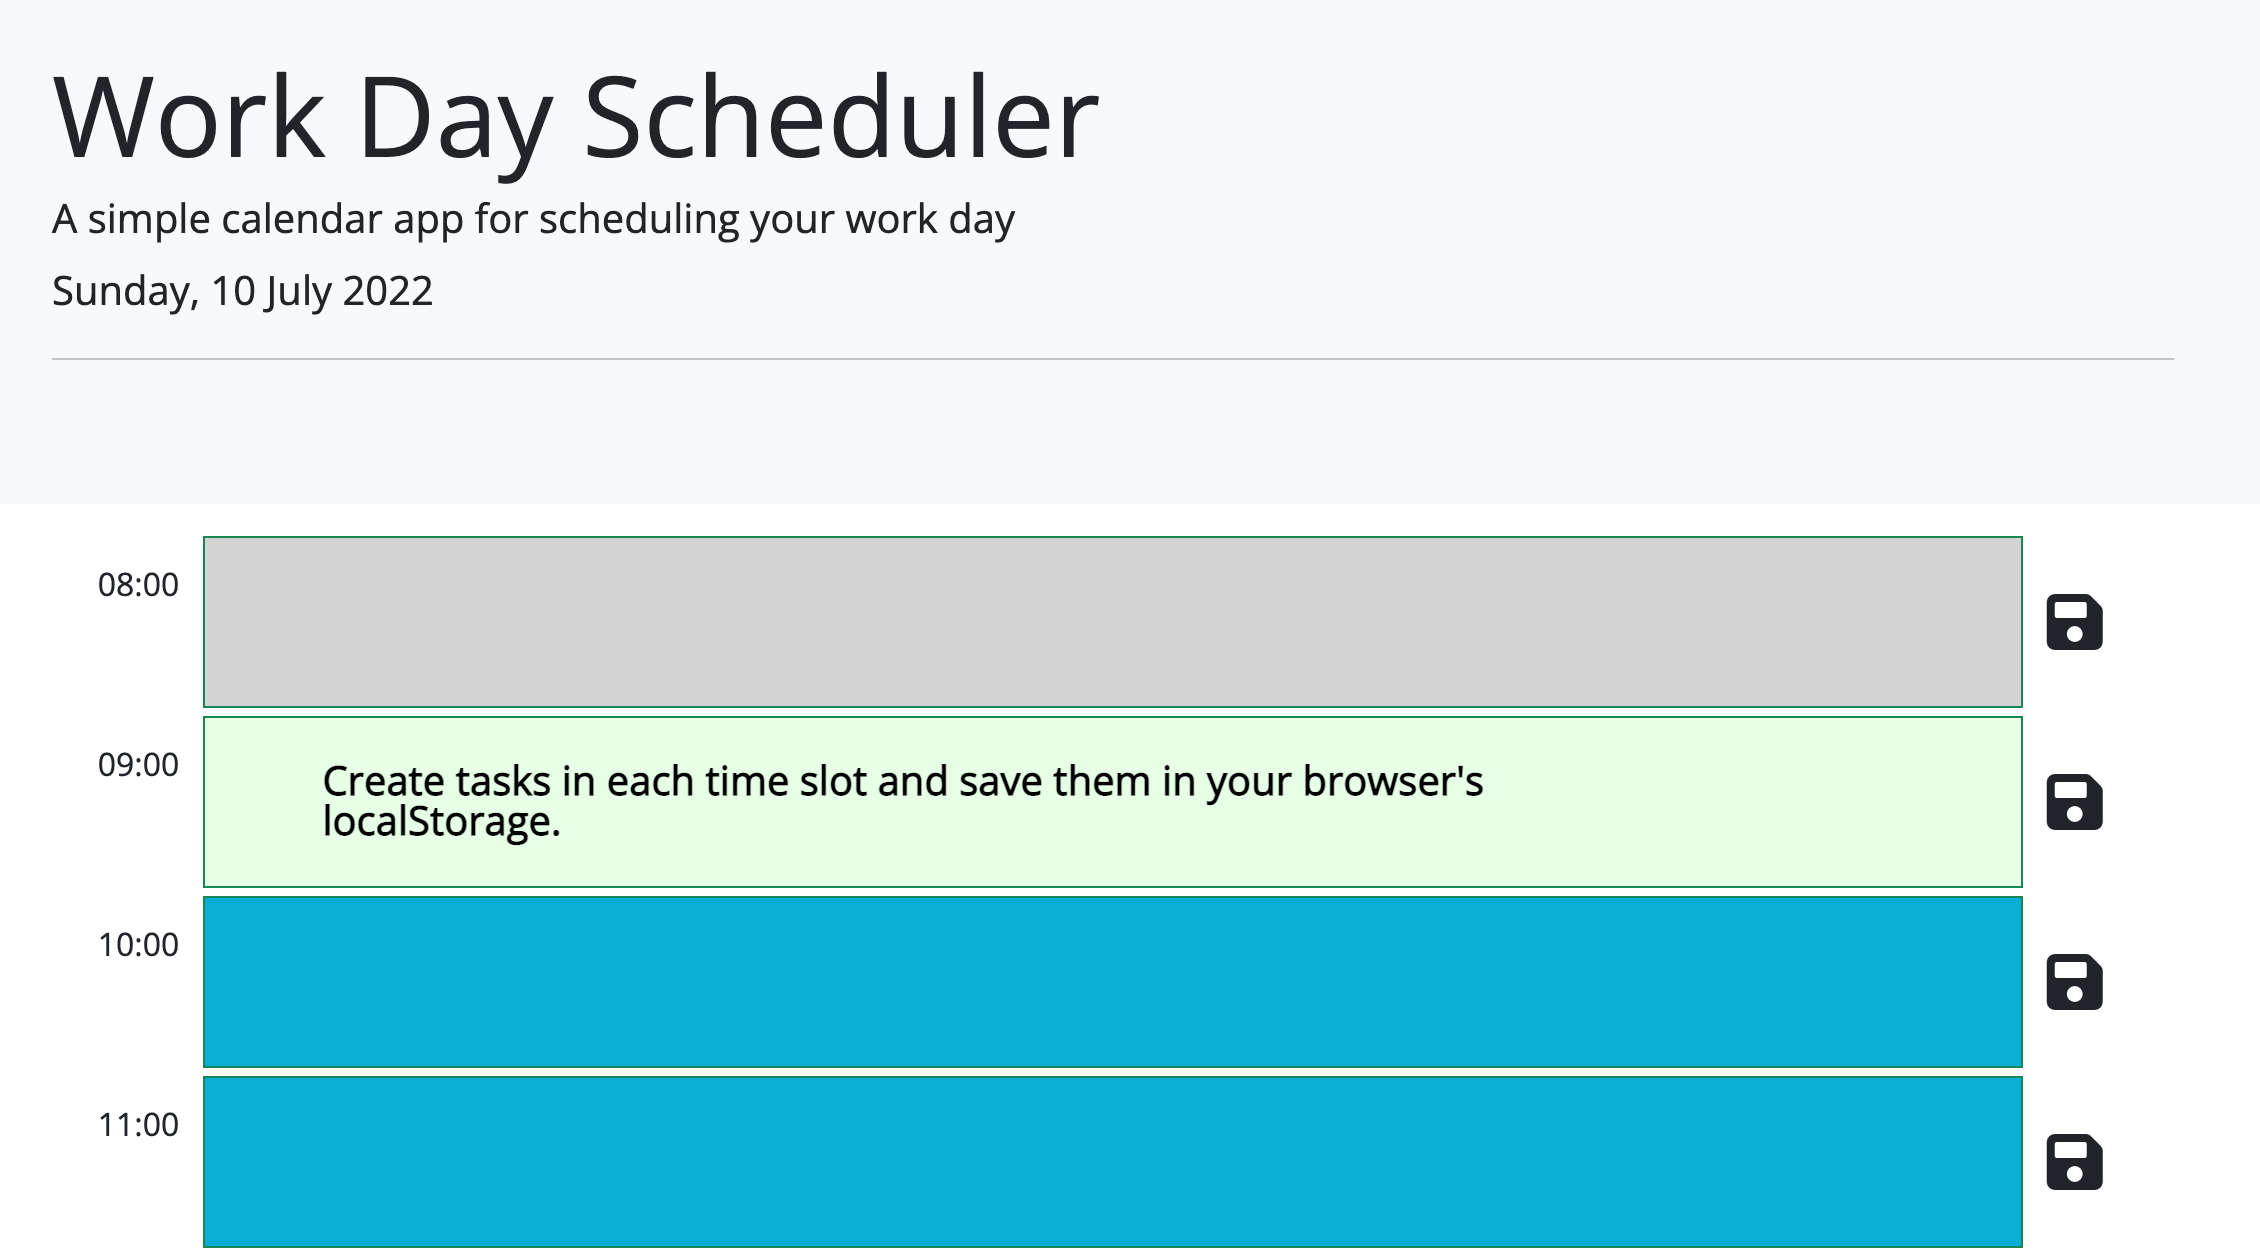 Work Day Scheduler
A simple calendar app for scheduling your work day
Sunday, 10 July 2022
08:00
09:00
Create tasks in each time slot and save them in your browser's
localStorage.
10:00
11:00